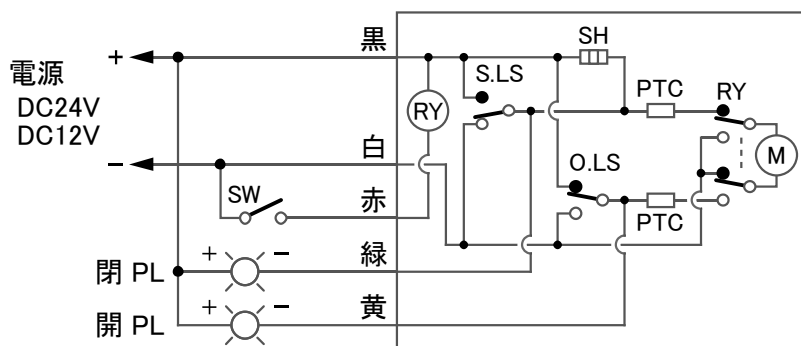 電源
DC24V
DC12V
+
−
黒
白
赤
緑
黄
SW
閉 PL
+
−
開 PL
+
−
RY
S.LS
SH
PTC
RY
O.LS
PTC
M